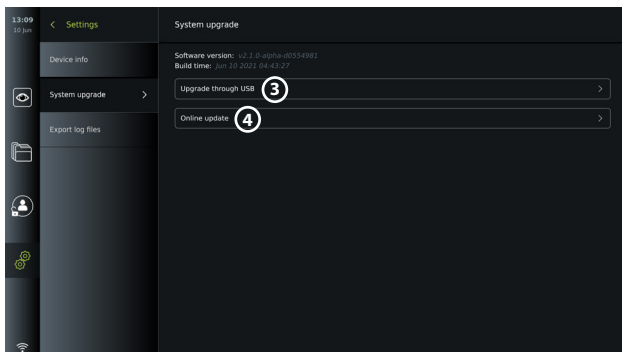 13:09
10 Jun
Settings
System upgrade
Device info
System upgrade
Export log files
Software version: v2.1.0-alpha-d0554981
Build time: Jun 10 2021 04:43:27
Upgrade through USB 3
Online update 4